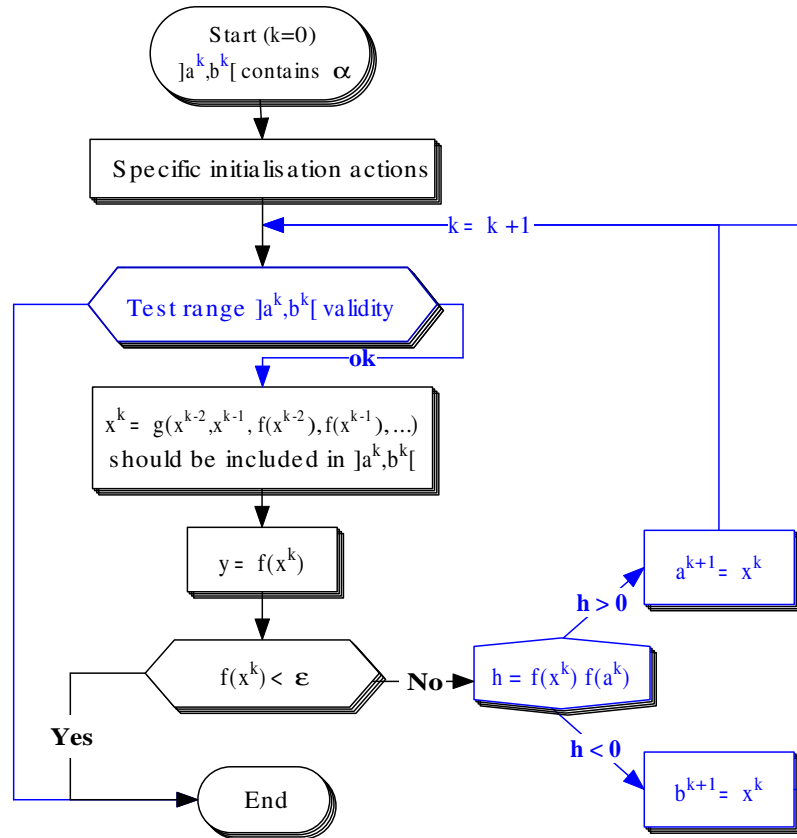 Start (k=0)
]a^k,b^k[ contains α
Specific initialisation actions
k = k +1
Test range ]a^k,b^k[ validity
ok
x^k = g(x^{k-2},x^{k-1}, f(x^{k-2}),f(x^{k-1}),...)
should be included in ]a^k,b^k[
y = f(x^k)
a^{k+1} = x^k
h > 0
f(x^k) < ε
No
h = f(x^k) f(a^k)
Yes
h < 0
End
b^{k+1} = x^k